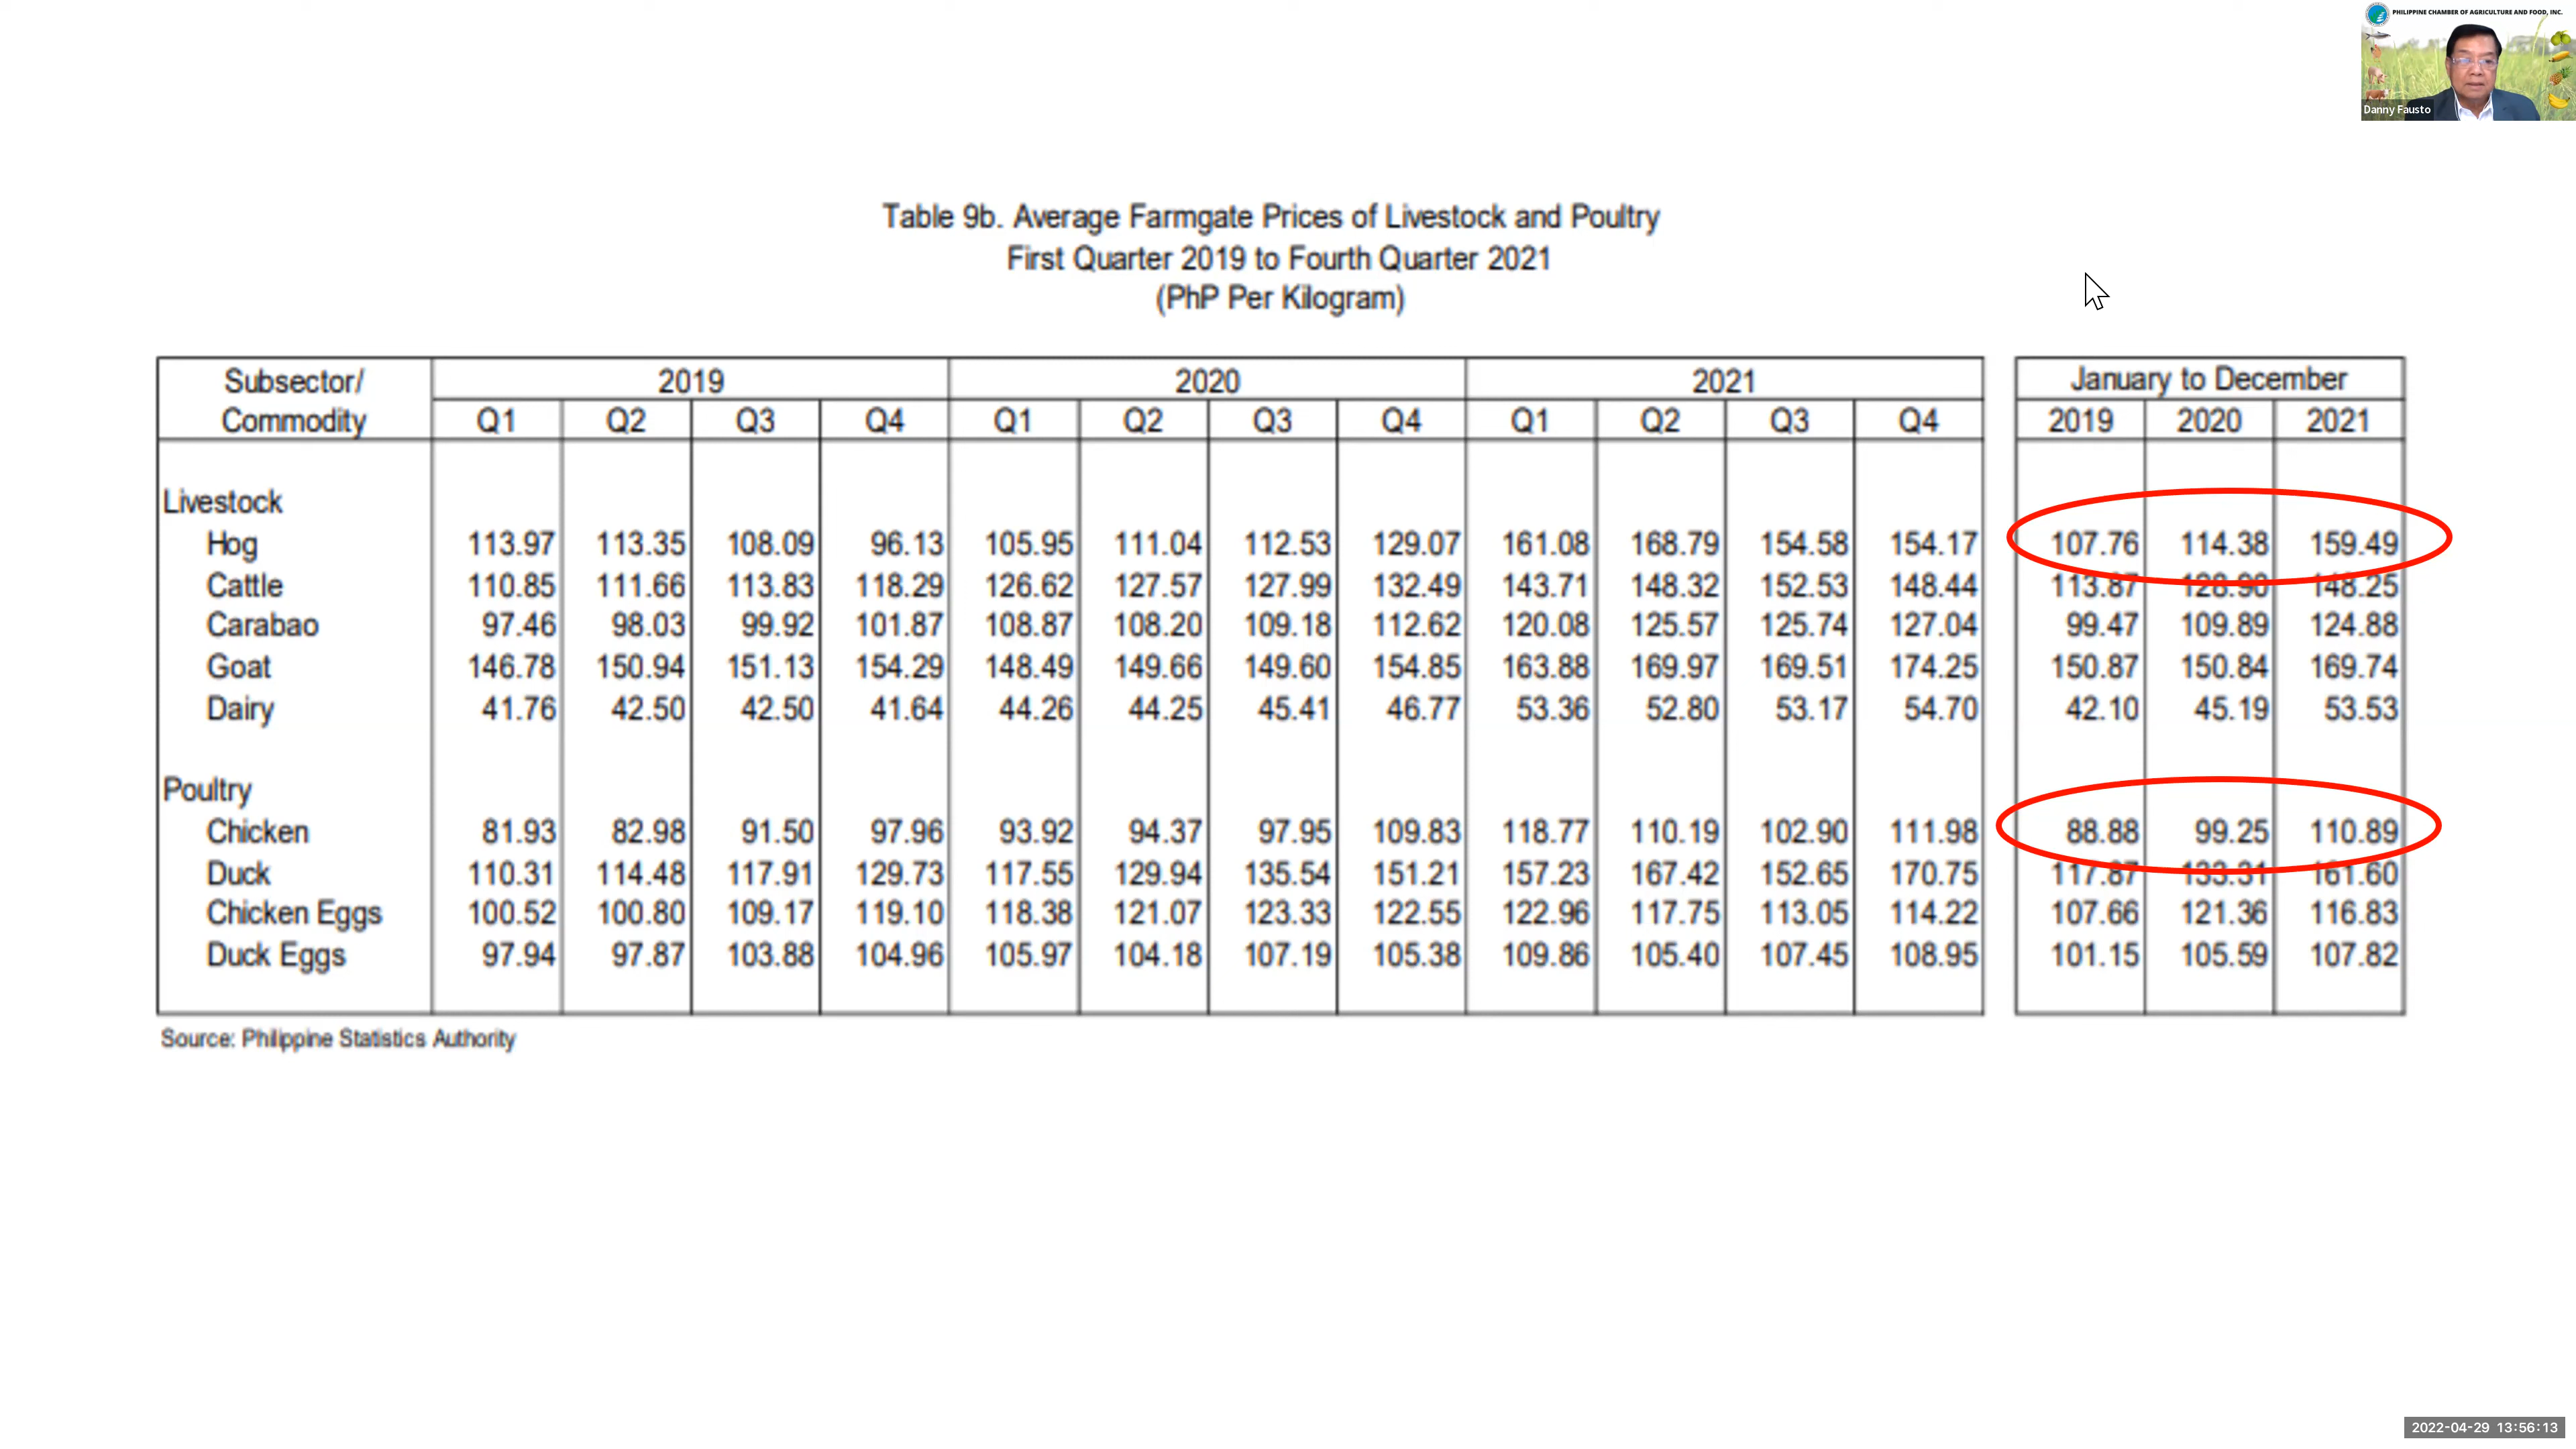 PHILIPPINE CHAMBER OF AGRICULTURE AND FOOD, INC.
Danny Fausto
Table 9b. Average Farmgate Prices of Livestock and Poultry
First Quarter 2019 to Fourth Quarter 2021
(PhP Per Kilogram)
Subsector/ 2019 2020 2021 January to December
Commodity Q1 Q2 Q3 Q4 Q1 Q2 Q3 Q4 Q1 Q2 Q3 Q4 2019 2020 2021
Livestock
Hog 113.97 113.35 108.09 96.13 105.95 111.04 112.53 129.07 161.08 168.79 154.58 154.17 107.76 114.38 159.49
Cattle 110.85 111.66 113.83 118.29 126.62 127.57 127.99 132.49 143.71 148.32 152.53 148.44 113.87 128.90 148.25
Carabao 97.46 98.03 99.92 101.87 108.87 108.20 109.18 112.62 120.08 125.57 125.74 127.04 99.47 109.89 124.88
Goat 146.78 150.94 151.13 154.29 148.49 149.66 149.60 154.85 163.88 169.97 169.51 174.25 150.87 150.84 169.74
Dairy 41.76 42.50 42.50 41.64 44.26 44.25 45.41 46.77 53.36 52.80 53.17 54.70 42.10 45.19 53.53
Poultry
Chicken 81.93 82.98 91.50 97.96 93.92 94.37 97.95 109.83 118.77 110.19 102.90 111.98 88.88 99.25 110.89
Duck 110.31 114.48 117.91 129.73 117.55 129.94 135.54 151.21 157.23 167.42 152.65 170.75 117.87 133.31 161.60
Chicken Eggs 100.52 100.80 109.17 119.10 118.38 121.07 123.33 122.55 122.96 117.75 113.05 114.22 107.66 121.36 116.83
Duck Eggs 97.94 97.87 103.88 104.96 105.97 104.18 107.19 105.38 109.86 105.40 107.45 108.95 101.15 105.59 107.82
Source: Philippine Statistics Authority
2022-04-29 13:56:13